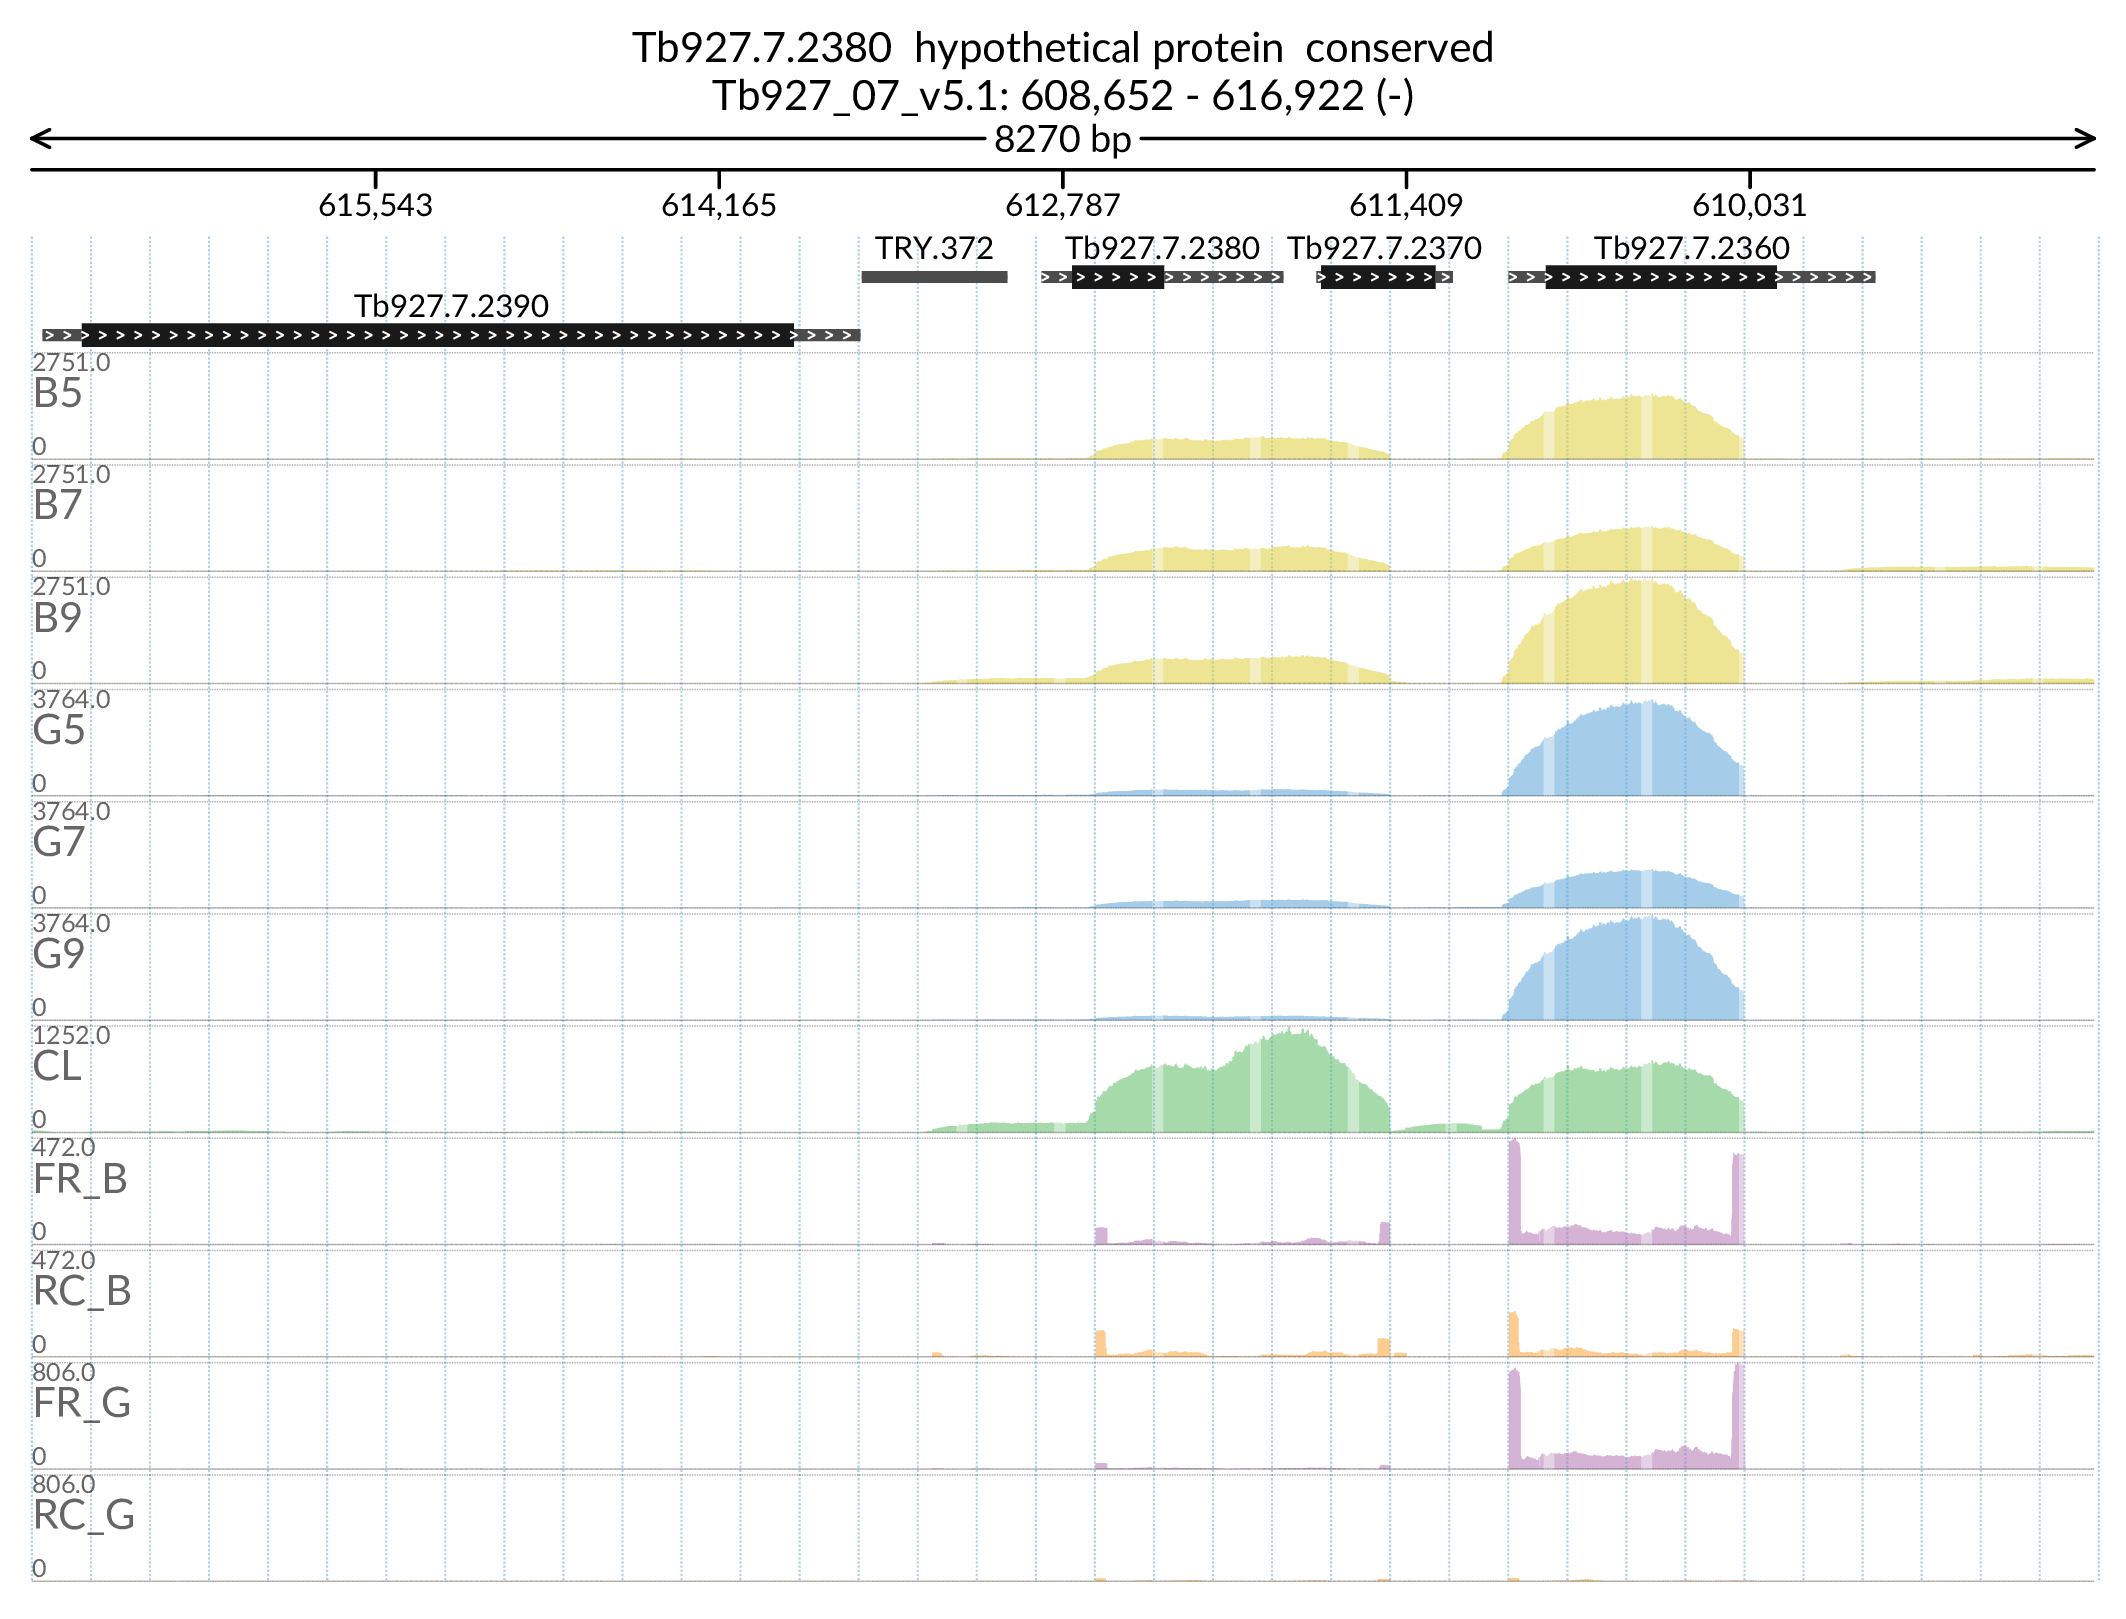 Tb927.7.2380  hypothetical protein  conserved
Tb927_07_v5.1: 608,652 - 616,922 (-)
8270 bp
615,543 614,165 612,787 611,409 610,031
TRY.372 Tb927.7.2380 Tb927.7.2370 Tb927.7.2360
Tb927.7.2390
2751.0
B5
0
2751.0
B7
0
2751.0
B9
0
3764.0
G5
0
3764.0
G7
0
3764.0
G9
0
1252.0
CL
0
472.0
FR_B
0
472.0
RC_B
0
806.0
FR_G
0
806.0
RC_G
0